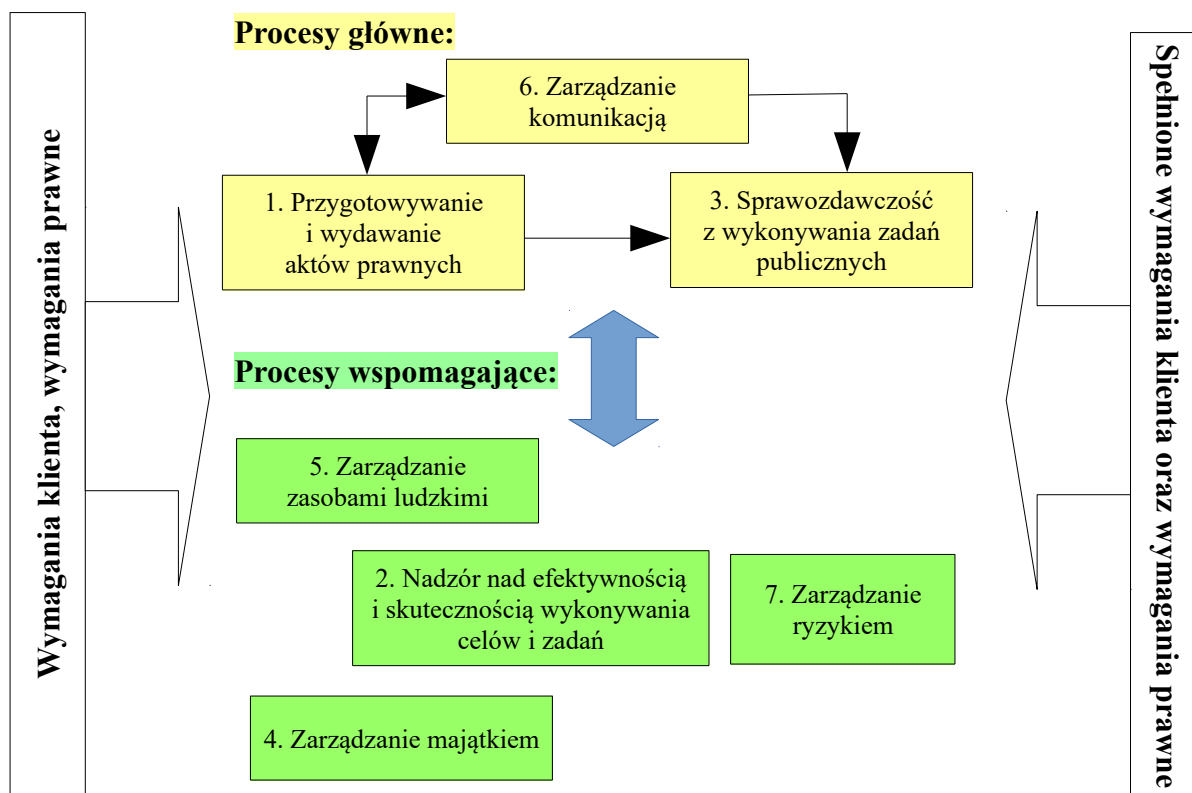 Wymagania klienta, wymagania prawne
Procesy główne:
6. Zarządzanie
komunikacją
1. Przygotowywanie
i wydawanie
aktów prawnych
3. Sprawozdawczość
z wykonywania zadań
publicznych
Procesy wspomagające:
5. Zarządzanie
zasobami ludzkimi
2. Nadzór nad efektywnością
i skutecznością wykonywania
celów i zadań
7. Zarządzanie
ryzykiem
4. Zarządzanie majątkiem
Spełnione wymagania klienta oraz wymagania prawne